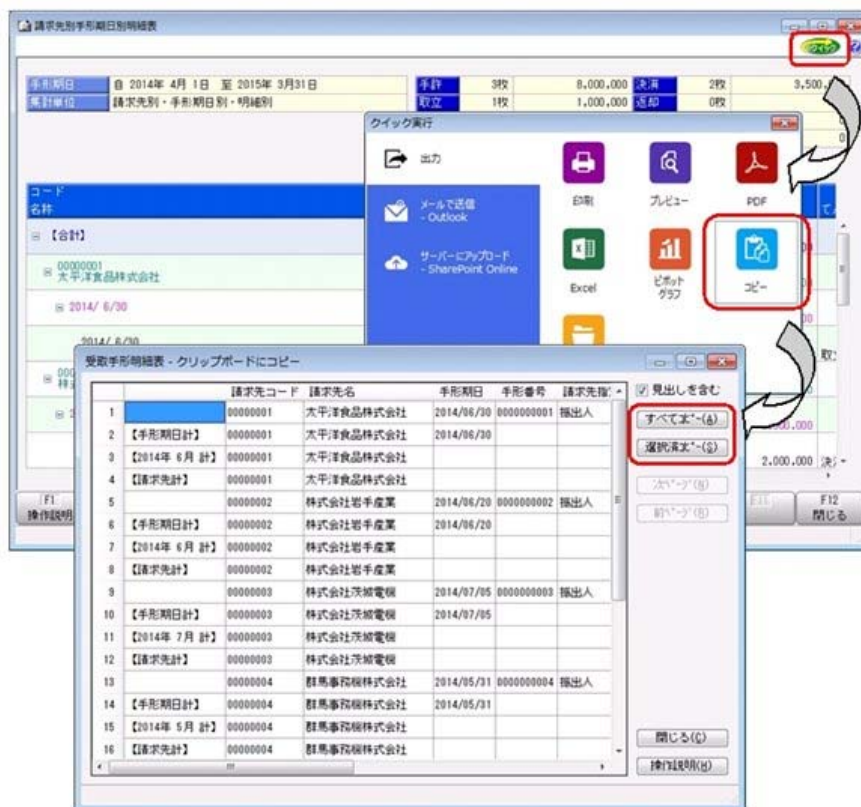 請求先別手形期日別明細表
クイック
手形期日 自 2014年 4月 1日 至 2015年 3月31日 手許 3枚 8,000,000 決済 2枚 3,500,
集計単位 請求先別・手形期日別・明細別 取立 1枚 1,000,000 返却 0枚
0
コード
名称
【合計】
00000001
太平洋食品株式会社
2014/ 6/30
2014/ 6/30
クイック実行
出力
メールで送信
- Outlook
サーバーにアップロード
- SharePoint Online
印刷 プレビュー PDF
Excel ピボットグラフ コピー
2,000,000
F1
操作説明
F12
閉じる
受取手形明細表 - クリップボードにコピー
請求先コード 請求先名 手形期日 手形番号 請求先指
1 00000001 太平洋食品株式会社 2014/06/30 0000000001 振出人
2 【手形期日計】 00000001 太平洋食品株式会社 2014/06/30
3 【2014年 6月 計】 00000001 太平洋食品株式会社
4 【請求先計】 00000001 太平洋食品株式会社
5 00000002 株式会社岩手産業 2014/06/20 0000000002 振出人
6 【手形期日計】 00000002 株式会社岩手産業 2014/06/20
7 【2014年 6月 計】 00000002 株式会社岩手産業
8 【請求先計】 00000002 株式会社岩手産業
9 00000003 株式会社茨城電機 2014/07/05 0000000003 振出人
10 【手形期日計】 00000003 株式会社茨城電機 2014/07/05
11 【2014年 7月 計】 00000003 株式会社茨城電機
12 【請求先計】 00000003 株式会社茨城電機
13 00000004 群馬事務機株式会社 2014/05/31 0000000004 振出人
14 【手形期日計】 00000004 群馬事務機株式会社 2014/05/31
15 【2014年 5月 計】 00000004 群馬事務機株式会社
16 【請求先計】 00000004 群馬事務機株式会社
見出しを含む
すべてコピー(A)
選択済コピー(S)
次ページ(N)
前ページ(B)
閉じる(C)
操作説明(H)